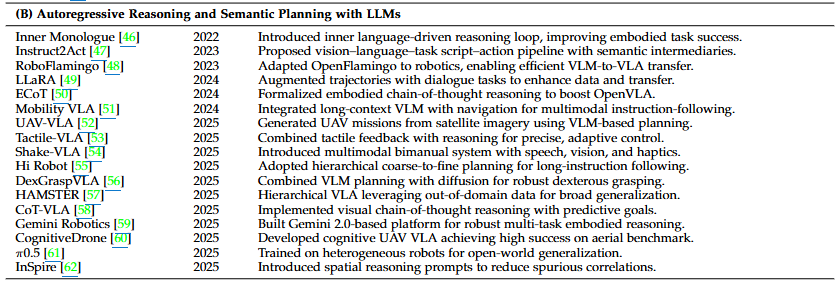 (B) Autoregressive Reasoning and Semantic Planning with LLMs
Inner Monologue [46] 2022 Introduced inner language-driven reasoning loop, improving embodied task success.
Instruct2Act [47] 2023 Proposed vision–language–task script–action pipeline with semantic intermediaries.
RoboFlamingo [48] 2023 Adapted OpenFlamingo to robotics, enabling efficient VLM-to-VLA transfer.
LLaRA [49] 2024 Augmented trajectories with dialogue tasks to enhance data and transfer.
ECoT [50] 2024 Formalized embodied chain-of-thought reasoning to boost OpenVLA.
Mobility VLA [51] 2024 Integrated long-context VLM with navigation for multimodal instruction-following.
UAV-VLA [52] 2025 Generated UAV missions from satellite imagery using VLM-based planning.
Tactile-VLA [53] 2025 Combined tactile feedback with reasoning for precise, adaptive control.
Shake-VLA [54] 2025 Introduced multimodal bimanual system with speech, vision, and haptics.
Hi Robot [55] 2025 Adopted hierarchical coarse-to-fine planning for long-instruction following.
DexGraspVLA [56] 2025 Combined VLM planning with diffusion for robust dexterous grasping.
HAMSTER [57] 2025 Hierarchical VLA leveraging out-of-domain data for broad generalization.
CoT-VLA [58] 2025 Implemented visual chain-of-thought reasoning with predictive goals.
Gemini Robotics [59] 2025 Built Gemini 2.0-based platform for robust multi-task embodied reasoning.
CognitiveDrone [60] 2025 Developed cognitive UAV VLA achieving high success on aerial benchmark.
π0.5 [61] 2025 Trained on heterogeneous robots for open-world generalization.
InSpire [62] 2025 Introduced spatial reasoning prompts to reduce spurious correlations.